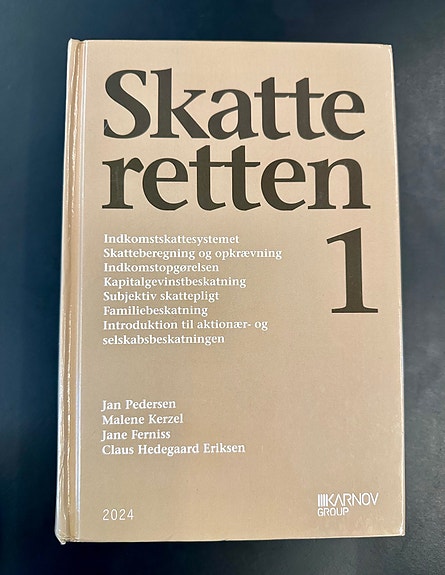 Skatte
retten
1
Indkomstskattesystemet
Skatteberegning og opkrævning
Indkomstopgørelsen
Kapitalgevinstbeskatning
Subjektiv skattepligt
Familiebeskatning
Introduktion til aktionær- og
selskabsbeskatningen
Jan Pedersen
Malene Kerzel
Jane Ferniss
Claus Hedegaard Eriksen
2024
KARNOV
GROUP